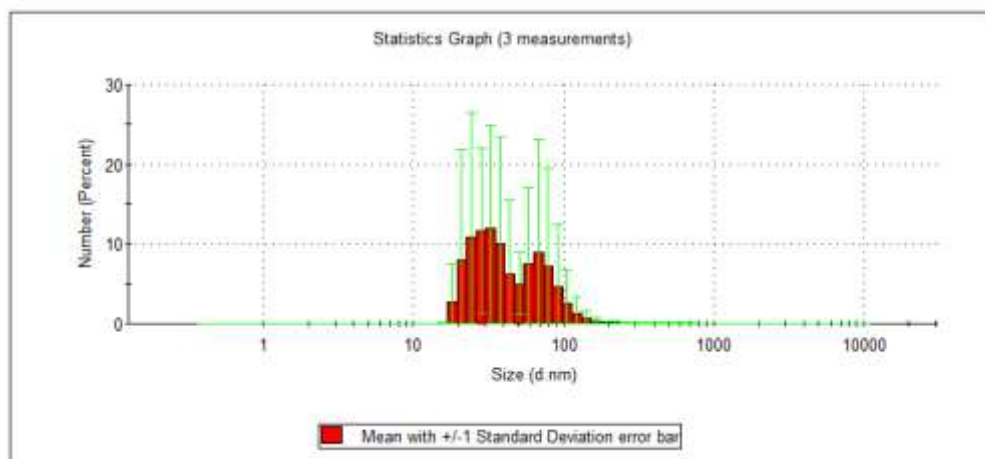 Statistics Graph (3 measurements)
30
20
10
0
Number (Percent)
1 10 100 1000 10000
Size (d.nm)
Mean with +/-1 Standard Deviation error bar